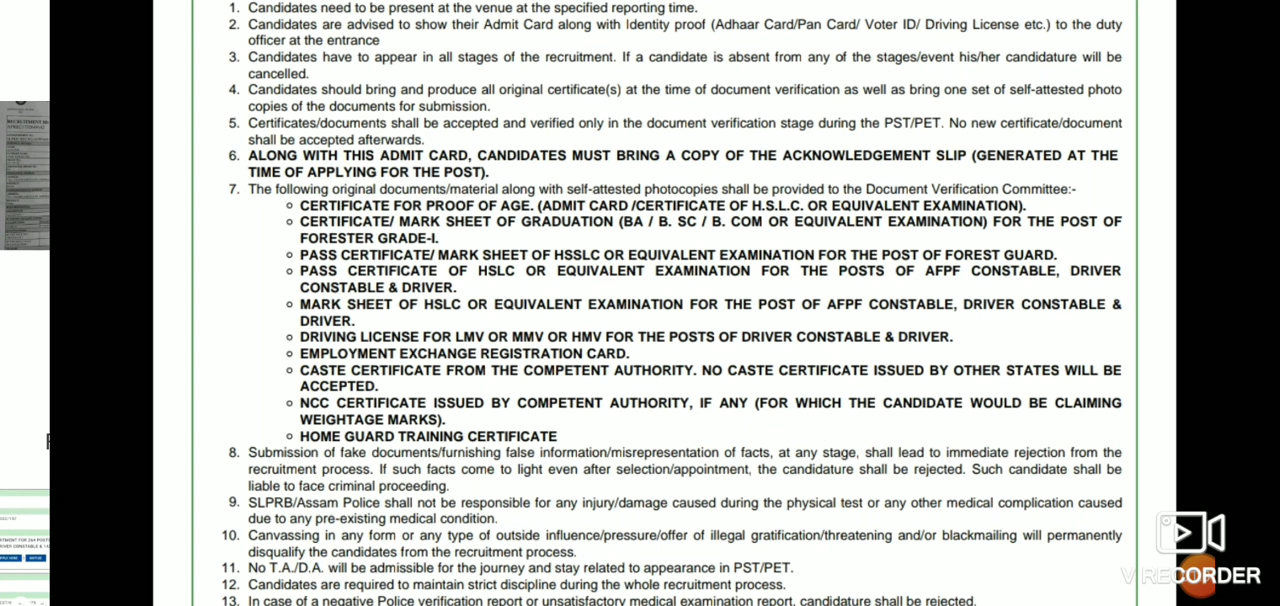 1. Candidates need to be present at the venue at the specified reporting time.
2. Candidates are advised to show their Admit Card along with Identity proof (Adhaar Card/Pan Card/ Voter ID/ Driving License etc.) to the duty
officer at the entrance
3. Candidates have to appear in all stages of the recruitment. If a candidate is absent from any of the stages/event his/her candidature will be
cancelled.
4. Candidates should bring and produce all original certificate(s) at the time of document verification as well as bring one set of self-attested photo
copies of the documents for submission.
5. Certificates/documents shall be accepted and verified only in the document verification stage during the PST/PET. No new certificate/document
shall be accepted afterwards.
6. ALONG WITH THIS ADMIT CARD, CANDIDATES MUST BRING A COPY OF THE ACKNOWLEDGEMENT SLIP (GENERATED AT THE
TIME OF APPLYING FOR THE POST).
7. The following original documents/material along with self-attested photocopies shall be provided to the Document Verification Committee:-
○ CERTIFICATE FOR PROOF OF AGE. (ADMIT CARD /CERTIFICATE OF H.S.L.C. OR EQUIVALENT EXAMINATION).
○ CERTIFICATE/ MARK SHEET OF GRADUATION (BA / B. SC / B. COM OR EQUIVALENT EXAMINATION) FOR THE POST OF
FORESTER GRADE-I.
○ PASS CERTIFICATE/ MARK SHEET OF HSSLC OR EQUIVALENT EXAMINATION FOR THE POST OF FOREST GUARD.
○ PASS CERTIFICATE OF HSLC OR EQUIVALENT EXAMINATION FOR THE POSTS OF AFPF CONSTABLE, DRIVER
CONSTABLE & DRIVER.
○ MARK SHEET OF HSLC OR EQUIVALENT EXAMINATION FOR THE POST OF AFPF CONSTABLE, DRIVER CONSTABLE &
DRIVER.
○ DRIVING LICENSE FOR LMV OR MMV OR HMV FOR THE POSTS OF DRIVER CONSTABLE & DRIVER.
○ EMPLOYMENT EXCHANGE REGISTRATION CARD.
○ CASTE CERTIFICATE FROM THE COMPETENT AUTHORITY. NO CASTE CERTIFICATE ISSUED BY OTHER STATES WILL BE
ACCEPTED.
○ NCC CERTIFICATE ISSUED BY COMPETENT AUTHORITY, IF ANY (FOR WHICH THE CANDIDATE WOULD BE CLAIMING
WEIGHTAGE MARKS).
○ HOME GUARD TRAINING CERTIFICATE
8. Submission of fake documents/furnishing false information/misrepresentation of facts, at any stage, shall lead to immediate rejection from the
recruitment process. If such facts come to light even after selection/appointment, the candidature shall be rejected. Such candidate shall be
liable to face criminal proceeding.
9. SLPRB/Assam Police shall not be responsible for any injury/damage caused during the physical test or any other medical complication caused
due to any pre-existing medical condition.
10. Canvassing in any form or any type of outside influence/pressure/offer of illegal gratification/threatening and/or blackmailing will permanently
disqualify the candidates from the recruitment process.
11. No T.A./D.A. will be admissible for the journey and stay related to appearance in PST/PET.
12. Candidates are required to maintain strict discipline during the whole recruitment process.
13. In case of a negative Police verification report or unsatisfactory medical examination report, candidature shall be rejected.
V RECORDER